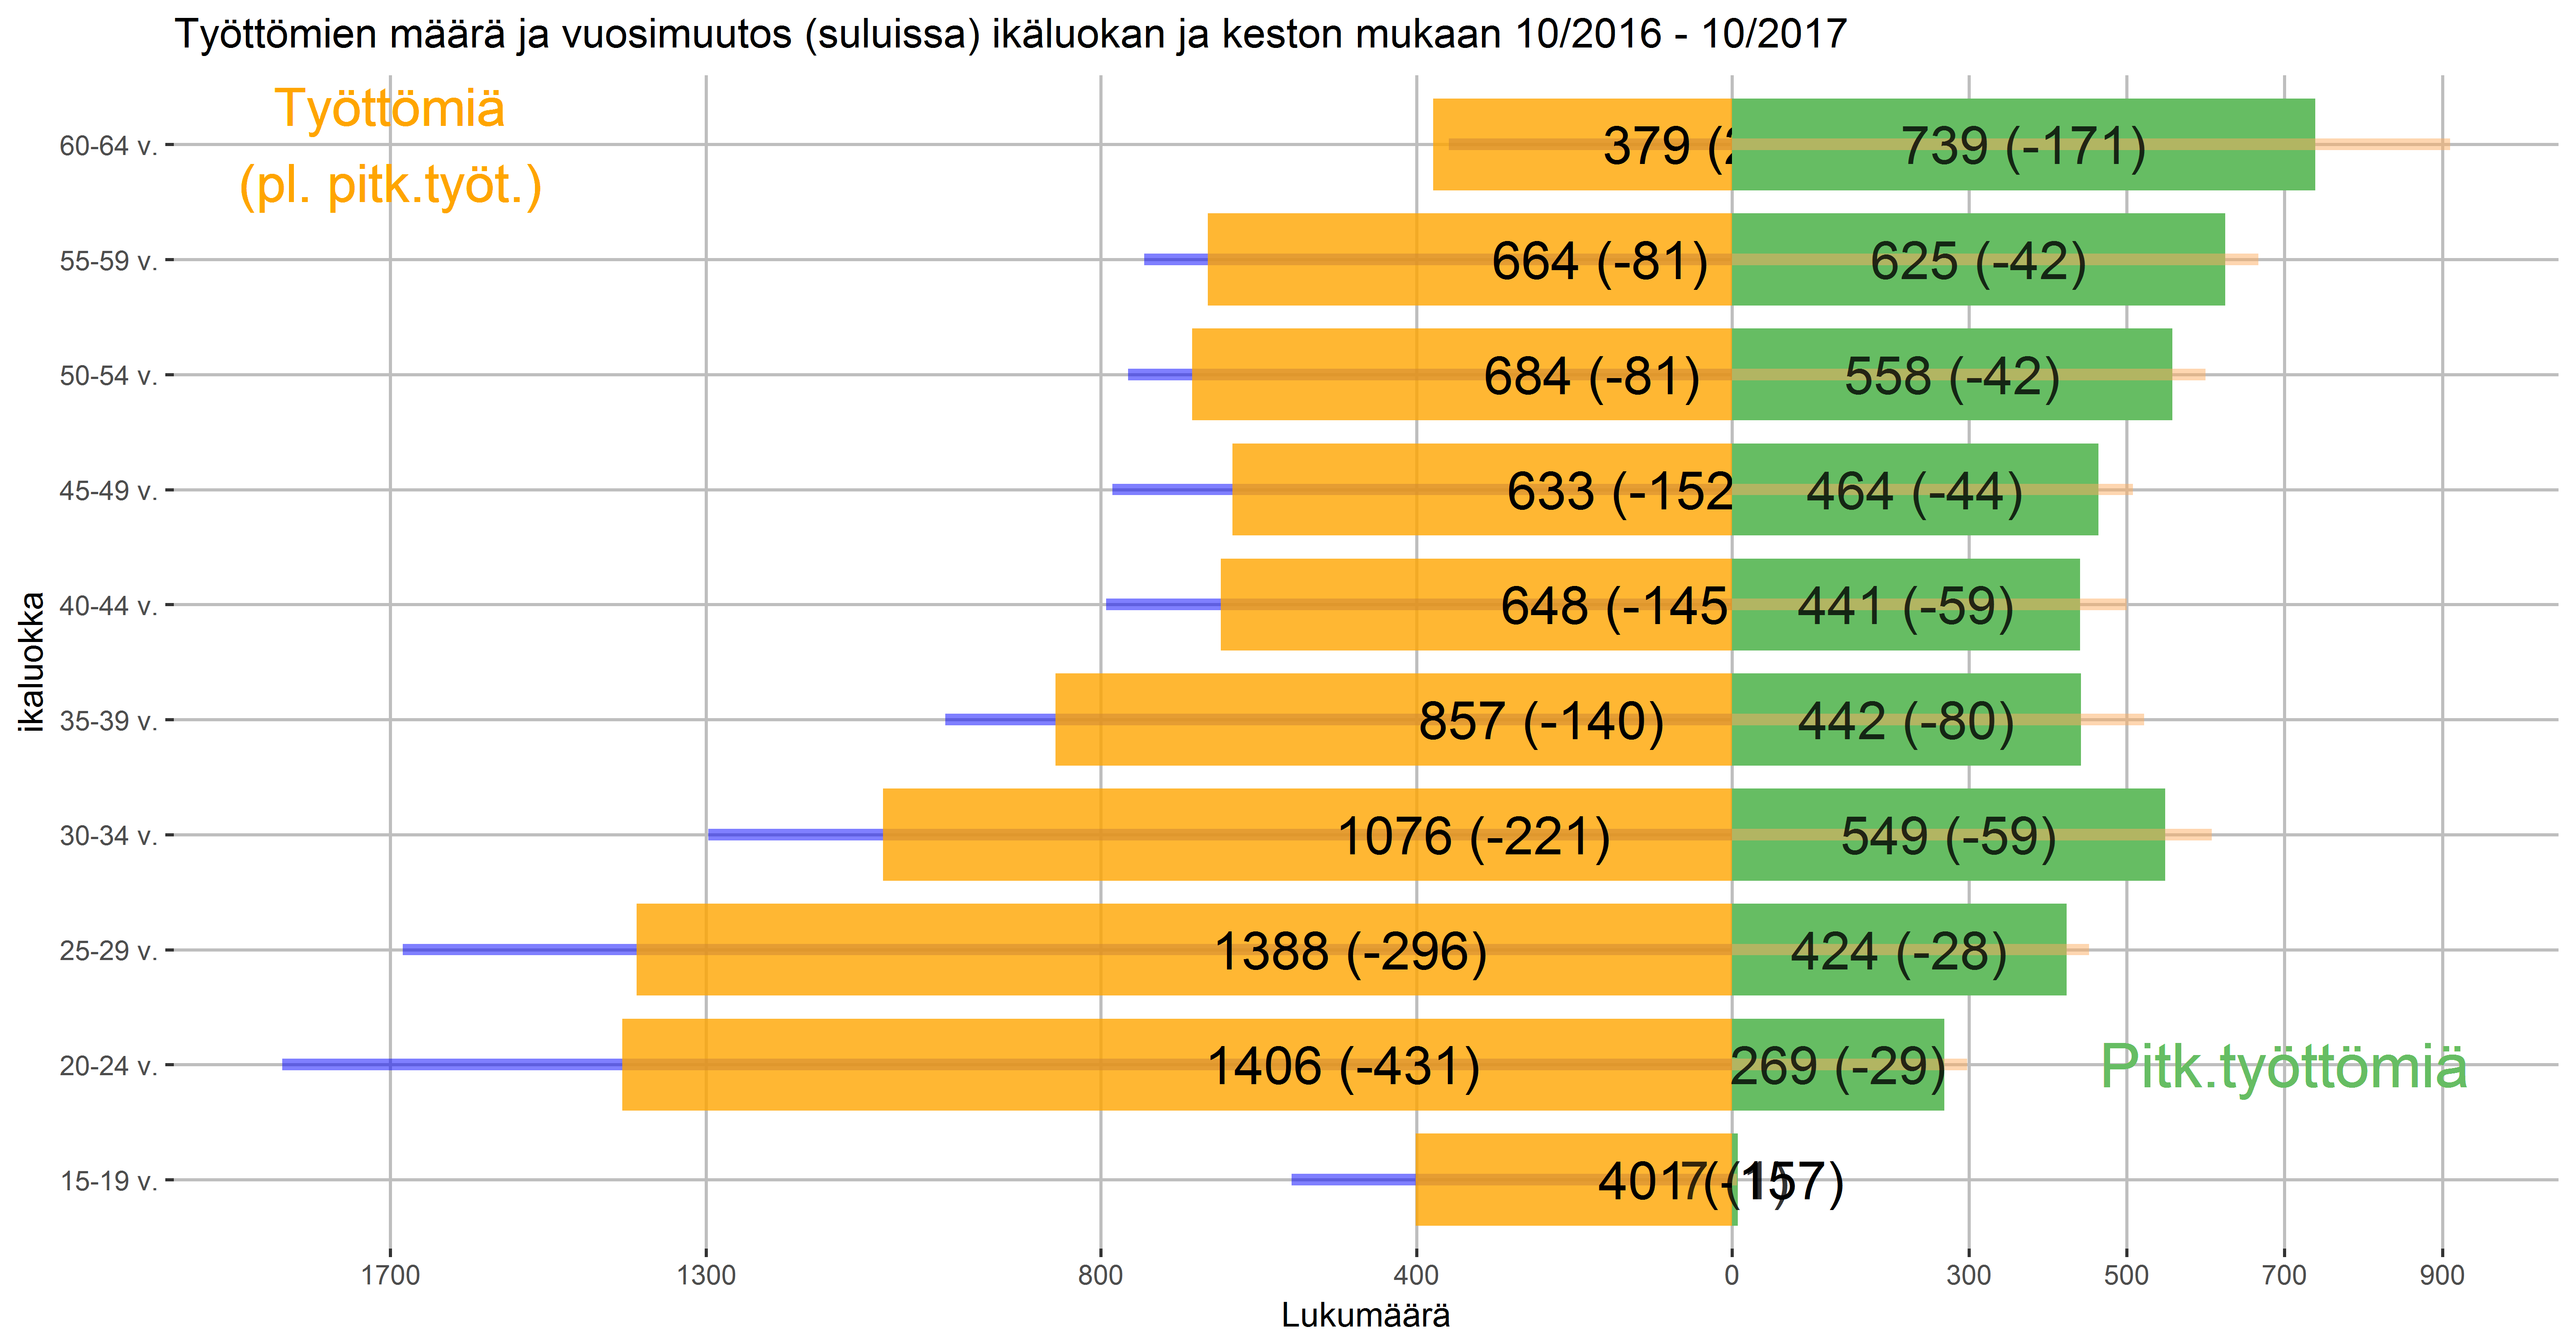 Työttömien määrä ja vuosimuutos (suluissa) ikäluokan ja keston mukaan 10/2016 - 10/2017
Työttömiä
(pl. pitk.työt.)
60-64 v. 379 ( 739 (-171)
55-59 v. 664 (-81) 625 (-42)
50-54 v. 684 (-81) 558 (-42)
45-49 v. 633 (-152 464 (-44)
40-44 v. 648 (-145 441 (-59)
35-39 v. 857 (-140) 442 (-80)
30-34 v. 1076 (-221) 549 (-59)
25-29 v. 1388 (-296) 424 (-28)
20-24 v. 1406 (-431) 269 (-29) Pitk.työttömiä
15-19 v.
ikaluokka
1700 1300 800 400 0 300 500 700 900
Lukumäärä